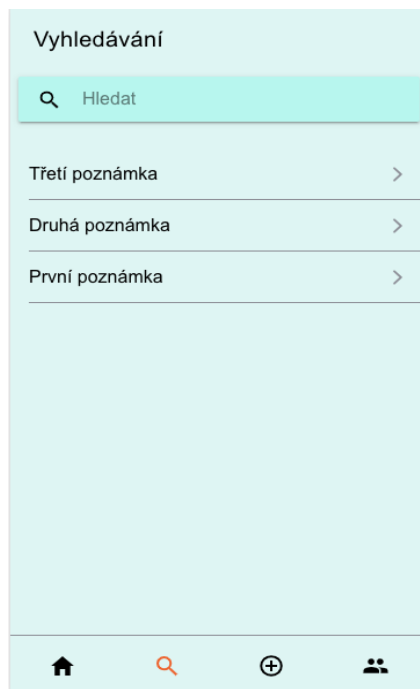 Vyhledávání
Hledat
Třetí poznámka
Druhá poznámka
První poznámka